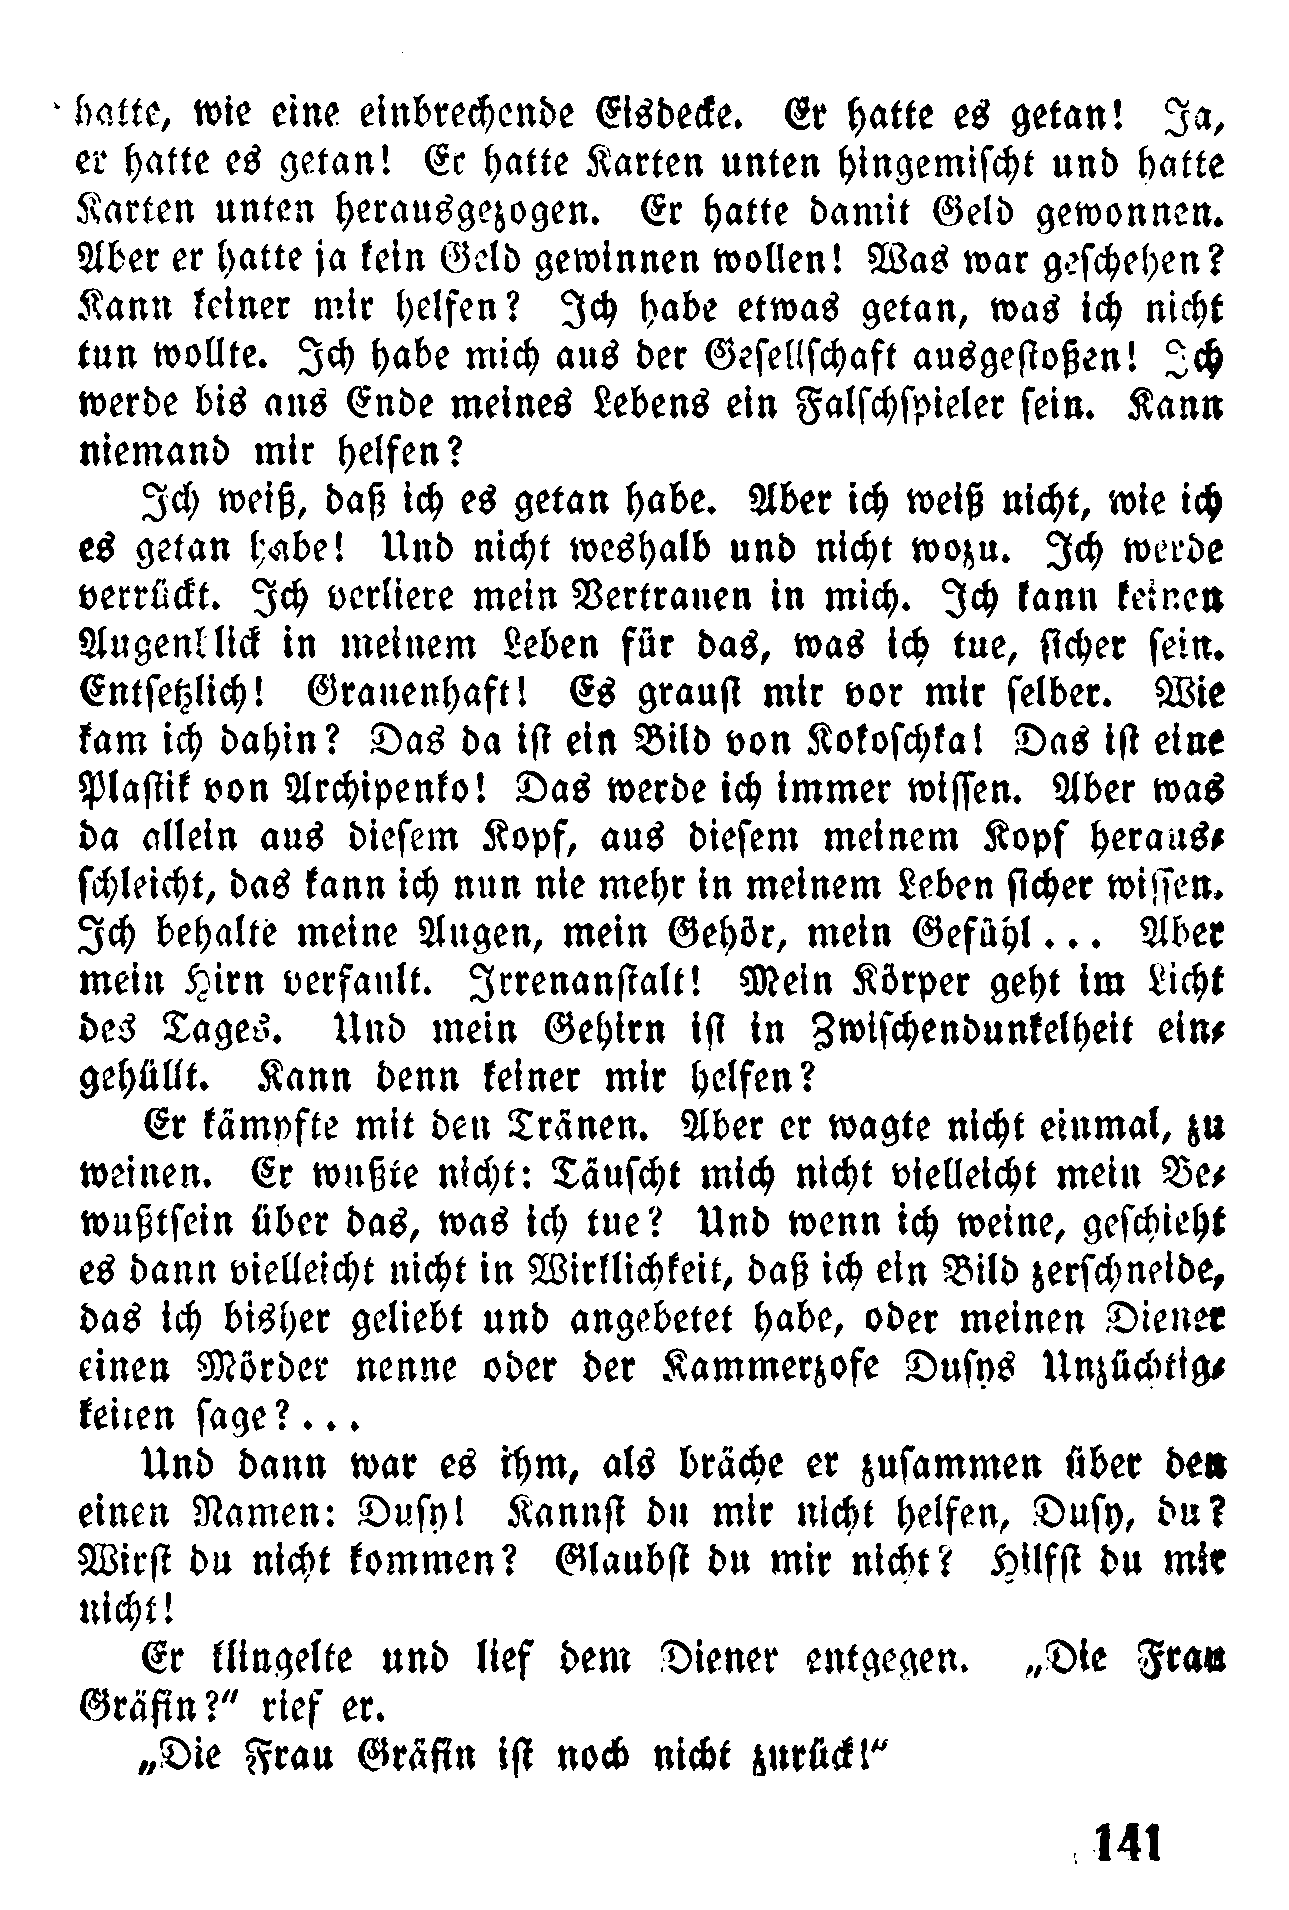 hatte, wie eine einbrechende Eisdecke. Er hatte es getan! Ja,
er hatte es getan! Er hatte Karten unten hingemischt und hatte
Karten unten herausgezogen. Er hatte damit Geld gewonnen.
Aber er hatte ja kein Geld gewinnen wollen! Was war geschehen?
Kann keiner mir helfen? Ich habe etwas getan, was ich nicht
tun wollte. Ich habe mich aus der Gesellschaft ausgestoßen! Ich
werde bis ans Ende meines Lebens ein Falschspieler sein. Kann
niemand mir helfen?
Ich weiß, daß ich es getan habe. Aber ich weiß nicht, wie ich
es getan habe! Und nicht weshalb und nicht wozu. Ich werde
verrückt. Ich verliere mein Vertrauen in mich. Ich kann keinen
Augenblick in meinem Leben für das, was ich tue, sicher sein.
Entsetzlich! Grauenhaft! Es graust mir vor mir selber. Wie
kam ich dahin? Das da ist ein Bild von Kokoschka! Das ist eine
Plastik von Archipenko! Das werde ich immer wissen. Aber was
da allein aus diesem Kopf, aus diesem meinem Kopf heraus-
schleicht, das kann ich nun nie mehr in meinem Leben sicher wissen.
Ich behalte meine Augen, mein Gehör, mein Gefühl... Aber
mein Hirn verfault. Irrenanstalt! Mein Körper geht im Licht
des Tages. Und mein Gehirn ist in Zwischendunkelheit ein-
gehüllt. Kann denn keiner mir helfen?
Er kämpfte mit den Tränen. Aber er wagte nicht einmal, zu
weinen. Er wußte nicht: Täuscht mich nicht vielleicht mein Be-
wußtsein über das, was ich tue? Und wenn ich weine, geschieht
es dann vielleicht nicht in Wirklichkeit, daß ich ein Bild zerschneide,
das ich bisher geliebt und angebetet habe, oder meinen Diener
einen Mörder nenne oder der Kammerzofe Dusys Unzüchtig-
keiten sage?...
Und dann war es ihm, als bräche er zusammen über den
einen Namen: Dusy! Kannst du mir nicht helfen, Dusy, du?
Wirst du nicht kommen? Glaubst du mir nicht? Hilfst du mir
nicht!
Er klingelte und lief dem Diener entgegen. „Die Frau
Gräfin?“ rief er.
„Die Frau Gräfin ist noch nicht zurück!“
141